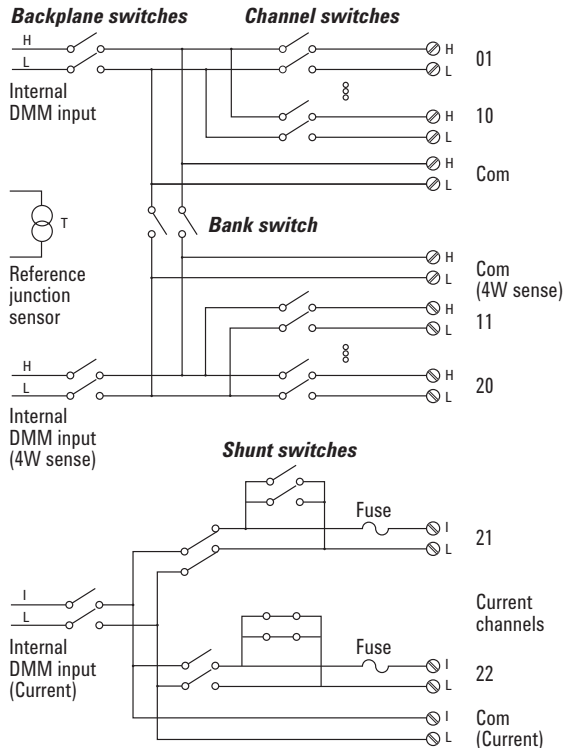 Backplane switches
Channel switches
H
L
Internal
DMM input
H
L
01
H
L
10
H
L
Com
T
Reference
junction
sensor
Bank switch
H
L
Com
(4W sense)
H
L
11
H
L
20
H
L
Internal
DMM input
(4W sense)
Shunt switches
Fuse
I
L
21
I
L
Internal
DMM input
(Current)
Current
channels
Fuse
I
L
22
I
L
Com
(Current)